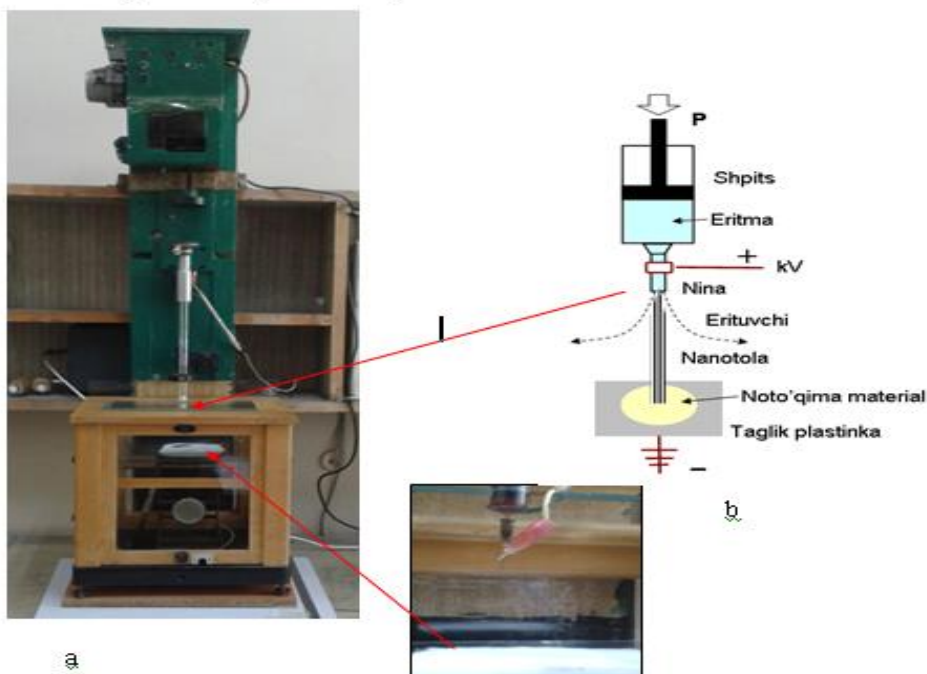 P
Shpits
Eritma
+
kV
Nina
Erituvchi
Nanotola
Noto'qima material
Taglik plastinka
−
b
a